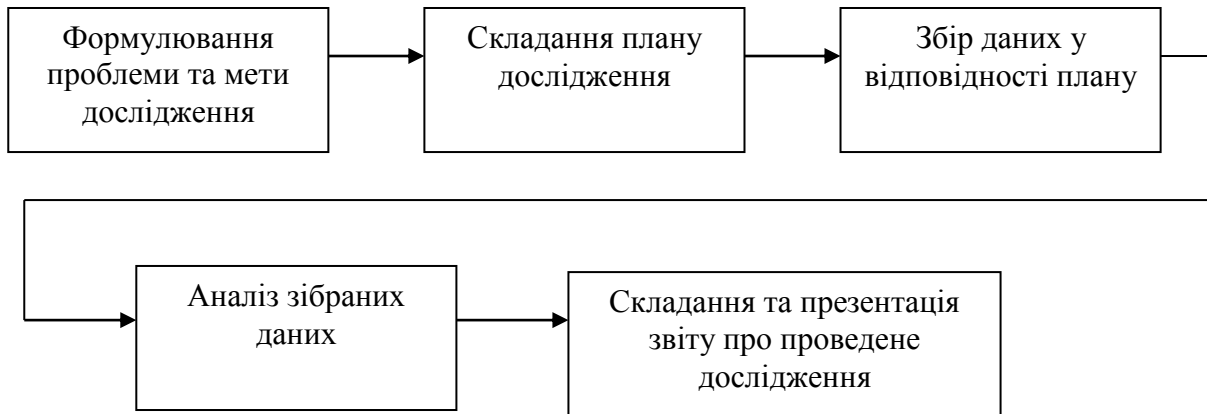 Формулювання
проблеми та мети
дослідження
Складання плану
дослідження
Збір даних у
відповідності плану
Аналіз зібраних
даних
Складання та презентація
звіту про проведене
дослідження